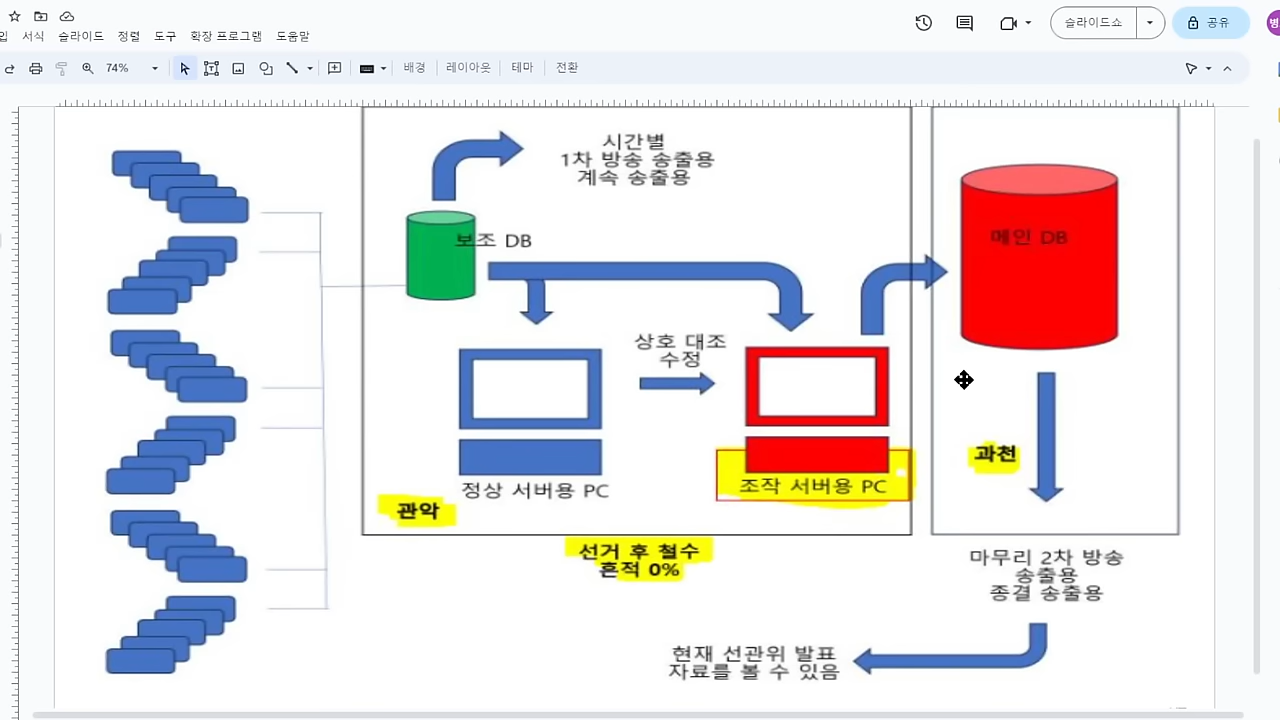 입 서식 슬라이드 정렬 도구 확장 프로그램 도움말
슬라이드쇼
공유
병
74%
배경 레이아웃 테마 전환
시간별
1차 방송 송출용
계속 송출용
보조 DB
메인 DB
상호 대조
수정
정상 서버용 PC
조작 서버용 PC
관악
과천
선거 후 철수
흔적 0%
마무리 2차 방송
송출용
종결 송출용
현재 선관위 발표
자료를 볼 수 있음